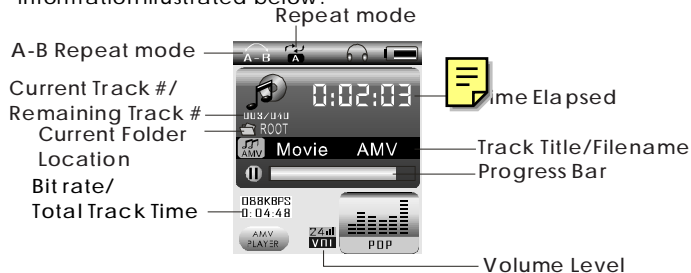 Information illustrated below:
Repeat mode
A-B Repeat mode
A-B
A
Current Track #/
Remaining Track #
0:02:03
ime Elapsed
003/040
Current Folder
Location
ROOT
AMV
Movie AMV
Track Title/Filename
Progress Bar
Bit rate/
Total Track Time
088KBPS
0:04:48
AMV
PLAYER
24
VOL
POP
Volume Level